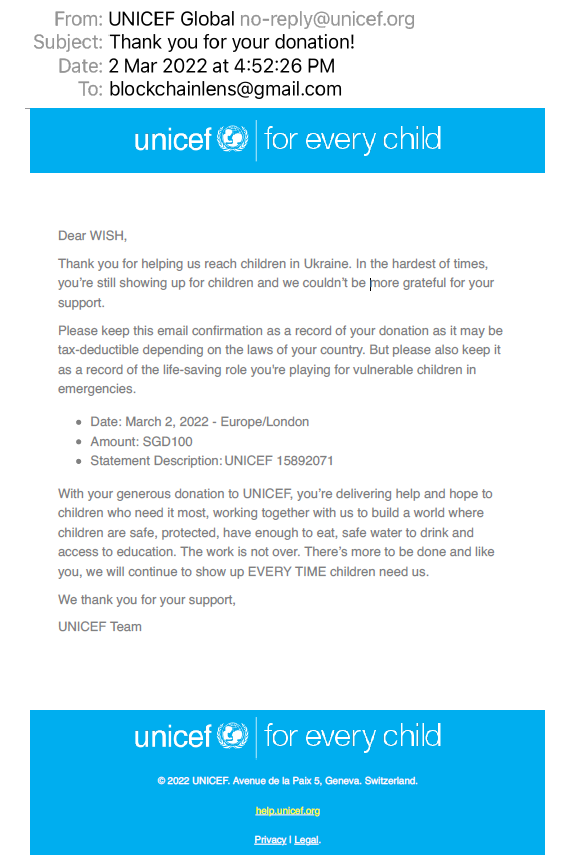 From: UNICEF Global no-reply@unicef.org
Subject: Thank you for your donation!
Date: 2 Mar 2022 at 4:52:26 PM
To: blockchainlens@gmail.com
unicef | for every child
Dear WISH,
Thank you for helping us reach children in Ukraine. In the hardest of times,
you're still showing up for children and we couldn't be more grateful for your
support.
Please keep this email confirmation as a record of your donation as it may be
tax-deductible depending on the laws of your country. But please also keep it
as a record of the life-saving role you're playing for vulnerable children in
emergencies.
• Date: March 2, 2022 - Europe/London
• Amount: SGD100
• Statement Description: UNICEF 15892071
With your generous donation to UNICEF, you're delivering help and hope to
children who need it most, working together with us to build a world where
children are safe, protected, have enough to eat, safe water to drink and
access to education. The work is not over. There's more to be done and like
you, we will continue to show up EVERY TIME children need us.
We thank you for your support,
UNICEF Team
unicef | for every child
© 2022 UNICEF. Avenue de la Paix 5, Geneva. Switzerland.
help.unicef.org
Privacy | Legal.